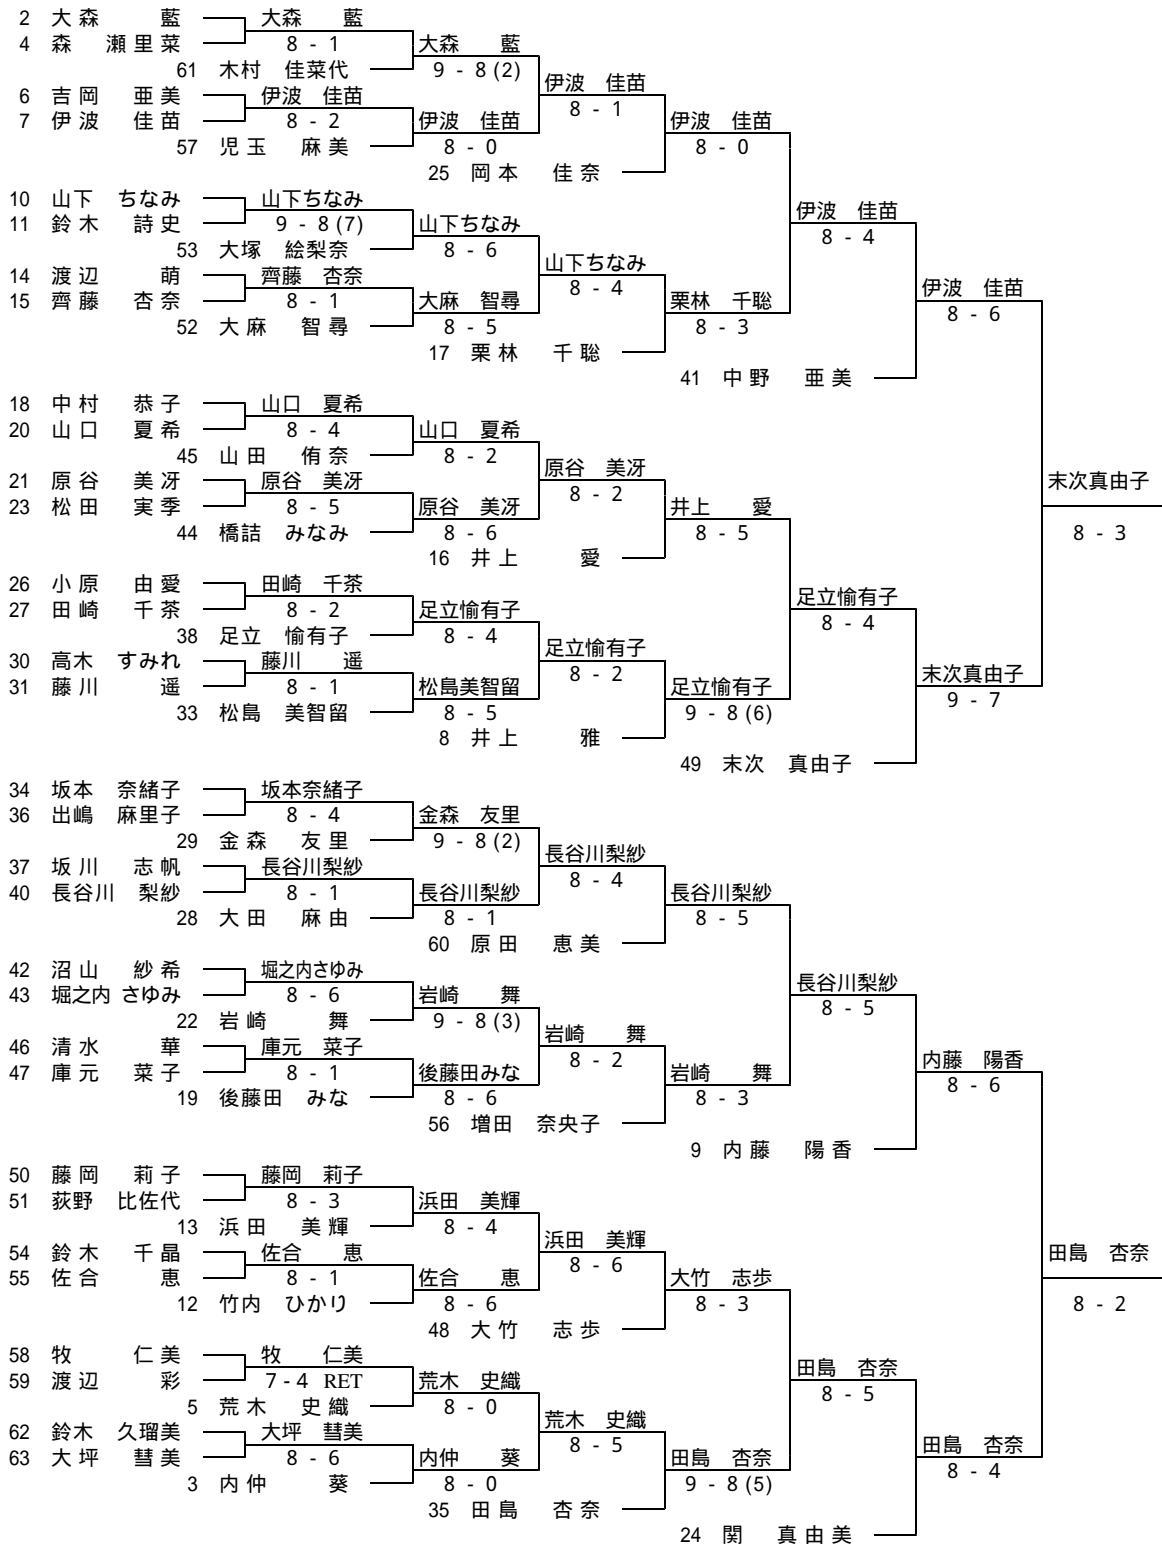 2 大森 藍 大森 藍
4 森 瀬里菜 8 - 1 大森 藍
61 木村 佳菜代 9 - 8 (2) 伊波 佳苗
6 吉岡 亜美 伊波 佳苗 8 - 1
7 伊波 佳苗 8 - 2 伊波 佳苗 伊波 佳苗
57 児玉 麻美 8 - 0 8 - 0
25 岡本 佳奈
10 山下 ちなみ 山下ちなみ 伊波 佳苗
11 鈴木 詩史 9 - 8 (7) 山下ちなみ 8 - 4
53 大塚 絵梨奈 8 - 6 山下ちなみ
14 渡辺 萌 齊藤 杏奈 8 - 4 伊波 佳苗
15 齊藤 杏奈 8 - 1 大麻 智尋 栗林 千聡 8 - 6
52 大麻 智尋 8 - 5 8 - 3
17 栗林 千聡
41 中野 亜美
18 中村 恭子 山口 夏希
20 山口 夏希 8 - 4 山口 夏希
45 山田 侑奈 8 - 2 原谷 美冴
21 原谷 美冴 原谷 美冴 8 - 2 末次真由子
23 松田 実季 8 - 5 原谷 美冴 井上 愛
44 橋詰 みなみ 8 - 6 8 - 5 8 - 3
16 井上 愛
26 小原 由愛 田崎 千茶 足立愉有子
27 田崎 千茶 8 - 2 足立愉有子 8 - 4
38 足立 愉有子 8 - 4 足立愉有子
30 高木 すみれ 藤川 遥 8 - 2 末次真由子
31 藤川 遥 8 - 1 松島美智留 足立愉有子 9 - 7
33 松島 美智留 8 - 5 9 - 8 (6)
8 井上 雅
49 末次 真由子
34 坂本 奈緒子 坂本奈緒子
36 出嶋 麻里子 8 - 4 金森 友里
29 金森 友里 9 - 8 (2) 長谷川梨紗
37 坂川 志帆 長谷川梨紗 8 - 4
40 長谷川 梨紗 8 - 1 長谷川梨紗 長谷川梨紗
28 大田 麻由 8 - 1 8 - 5
60 原田 恵美
42 沼山 紗希 堀之内さゆみ 長谷川梨紗
43 堀之内 さゆみ 8 - 6 岩崎 舞 8 - 5
22 岩崎 舞 9 - 8 (3) 岩崎 舞
46 清水 華 庫元 菜子 8 - 2 内藤 陽香
47 庫元 菜子 8 - 1 後藤田みな 岩崎 舞 8 - 6
19 後藤田 みな 8 - 6 8 - 3
56 増田 奈央子
9 内藤 陽香
50 藤岡 莉子 藤岡 莉子
51 荻野 比佐代 8 - 3 浜田 美輝
13 浜田 美輝 8 - 4 浜田 美輝
54 鈴木 千晶 佐合 恵 8 - 6 田島 杏奈
55 佐合 恵 8 - 1 佐合 恵 大竹 志歩
12 竹内 ひかり 8 - 6 8 - 3 8 - 2
48 大竹 志歩
58 牧 仁美 牧 仁美 田島 杏奈
59 渡辺 彩 7 - 4 RET 荒木 史織 8 - 5
5 荒木 史織 8 - 0 荒木 史織
62 鈴木 久瑠美 大坪 彗美 8 - 5 田島 杏奈
63 大坪 彗美 8 - 6 内仲 葵 田島 杏奈 8 - 4
3 内仲 葵 8 - 0 9 - 8 (5)
35 田島 杏奈
24 関 真由美